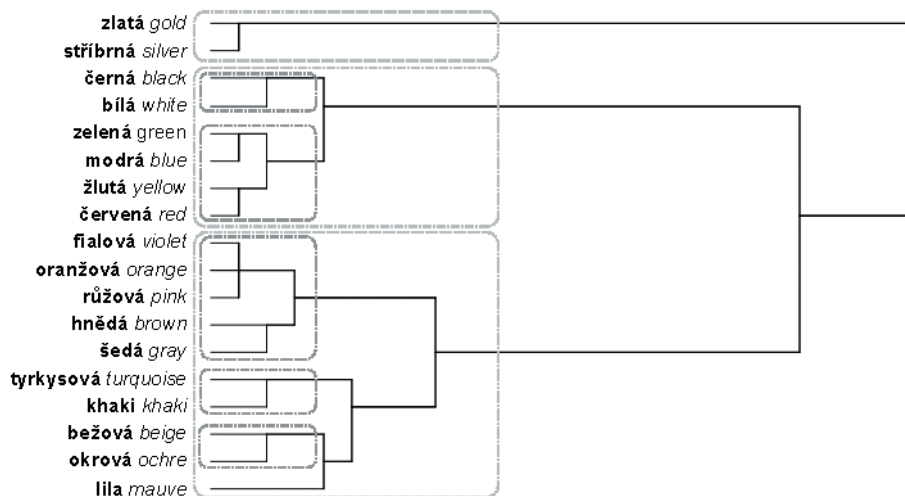 zlatá gold
stříbrná silver
černá black
bílá white
zelená green
modrá blue
žlutá yellow
červená red
fialová violet
oranžová orange
růžová pink
hnědá brown
šedá gray
tyrkysová turquoise
khaki khaki
bežová beige
okrová ochre
lila mauve